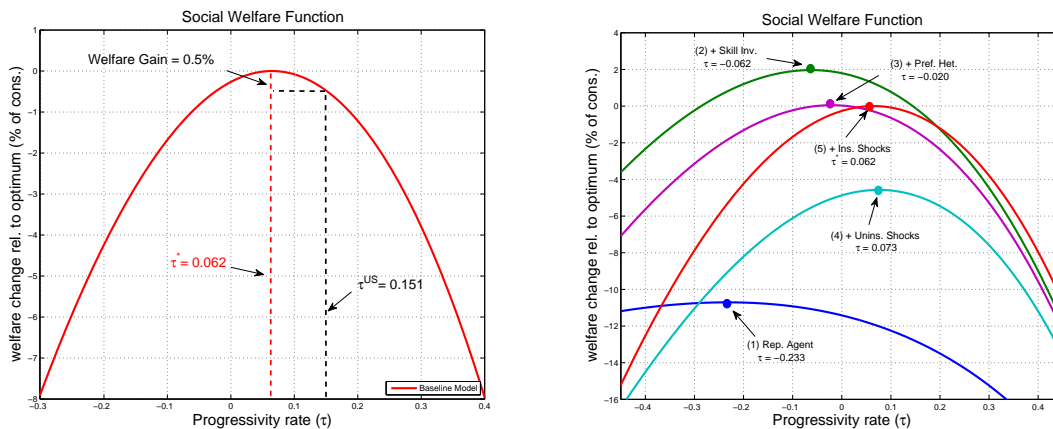 Social Welfare Function
welfare change rel. to optimum (% of cons.)
1
0
−1
−2
−3
−4
−5
−6
−7
−8
Welfare Gain = 0.5%
τ* = 0.062
τUS = 0.151
Baseline Model
−0.3 −0.2 −0.1 0 0.1 0.2 0.3 0.4
Progressivity rate (τ)
Social Welfare Function
welfare change rel. to optimum (% of cons.)
4
2
0
−2
−4
−6
−8
−10
−12
−14
−16
(2) + Skill Inv.
τ = −0.062
(3) + Pref. Het.
τ = −0.020
(5) + Ins. Shocks
τ* = 0.062
(4) + Unins. Shocks
τ = 0.073
(1) Rep. Agent
τ = −0.233
−0.4 −0.3 −0.2 −0.1 0 0.1 0.2 0.3 0.4
Progressivity rate (τ)